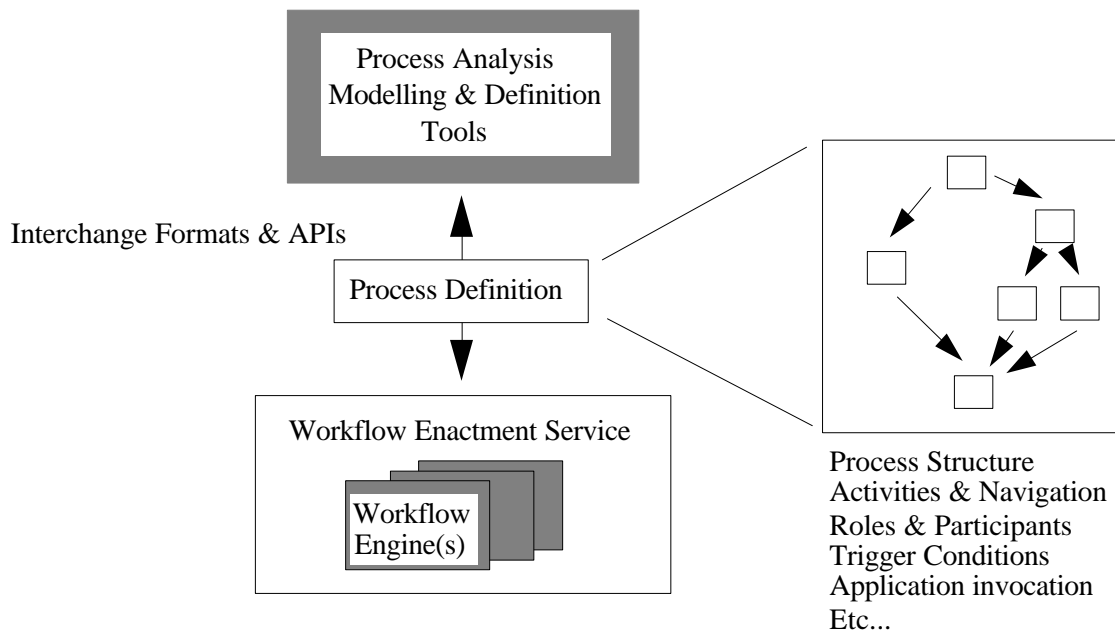 Process Analysis
Modelling & Definition
Tools
Interchange Formats & APIs
Process Definition
Workflow Enactment Service
Workflow
Engine(s)
Process Structure
Activities & Navigation
Roles & Participants
Trigger Conditions
Application invocation
Etc...